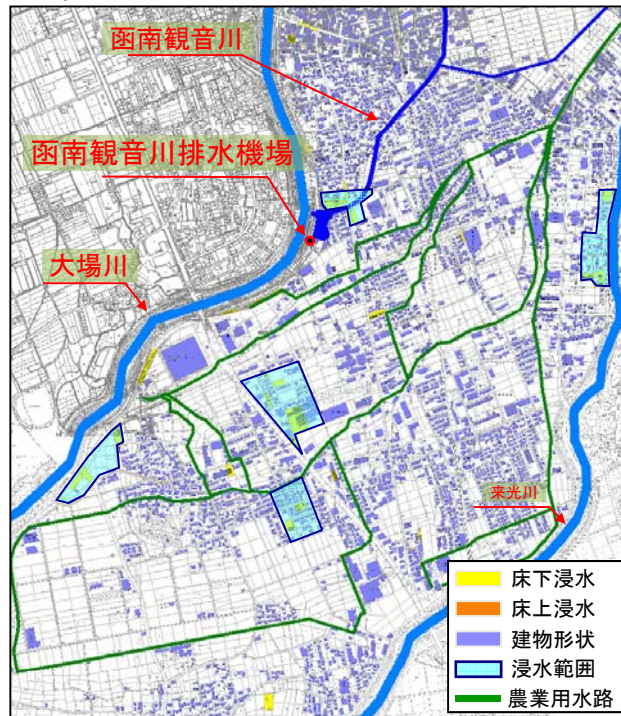 函南観音川
函南観音川排水機場
大場川
来光川
床下浸水
床上浸水
建物形状
浸水範囲
農業用水路